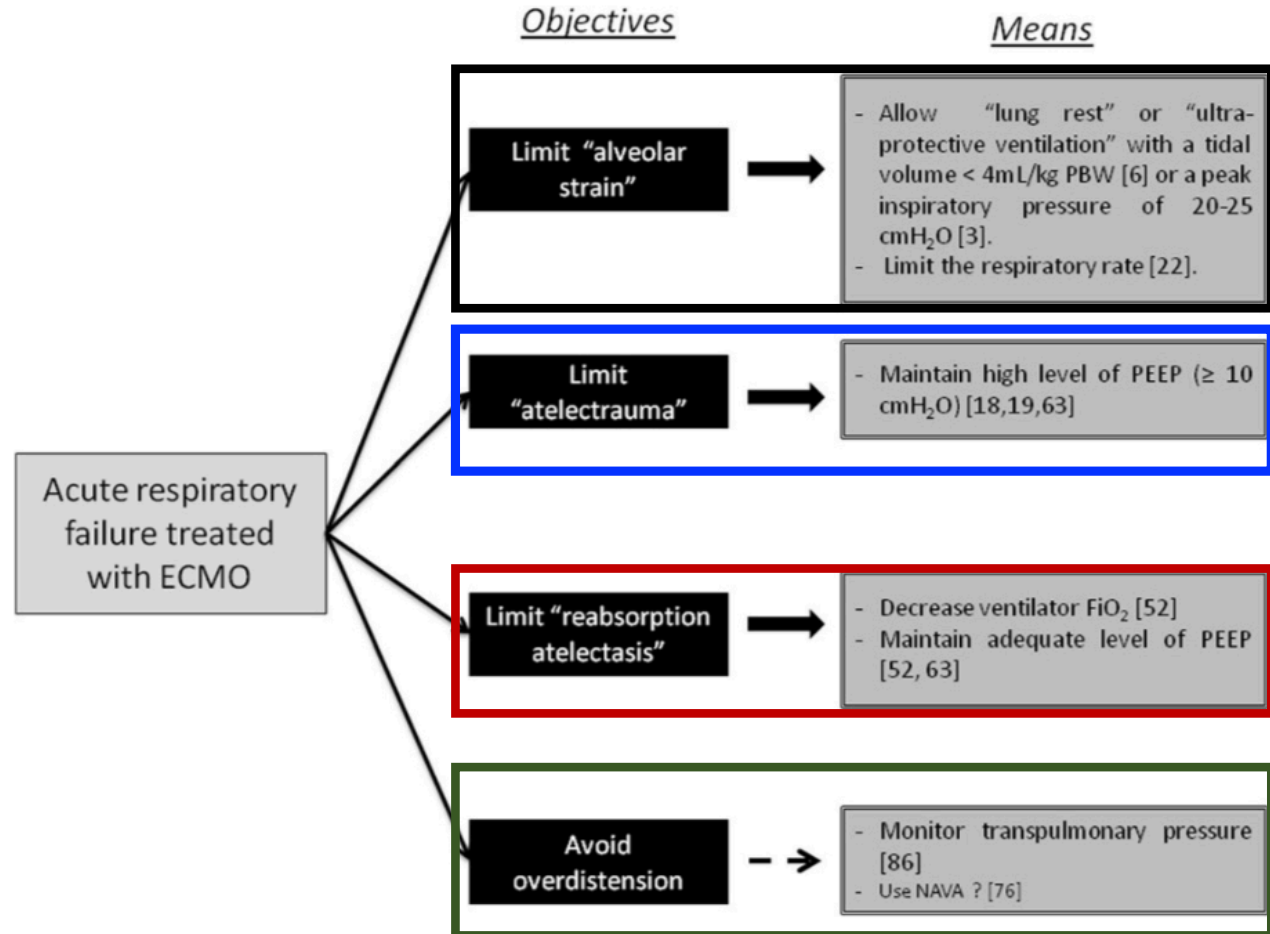 Objectives
Means
Limit “alveolar
strain”
- Allow “lung rest” or “ultra-
protective ventilation” with a tidal
volume < 4mL/kg PBW [6] or a peak
inspiratory pressure of 20-25
cmH₂O [3].
- Limit the respiratory rate [22].
Limit
“atelectrauma”
- Maintain high level of PEEP (≥ 10
cmH₂O) [18,19,63]
Acute respiratory
failure treated
with ECMO
Limit “reabsorption
atelectasis”
- Decrease ventilator FiO₂ [52]
- Maintain adequate level of PEEP
[52, 63]
Avoid
overdistension
- Monitor transpulmonary pressure
[86]
- Use NAVA ? [76]